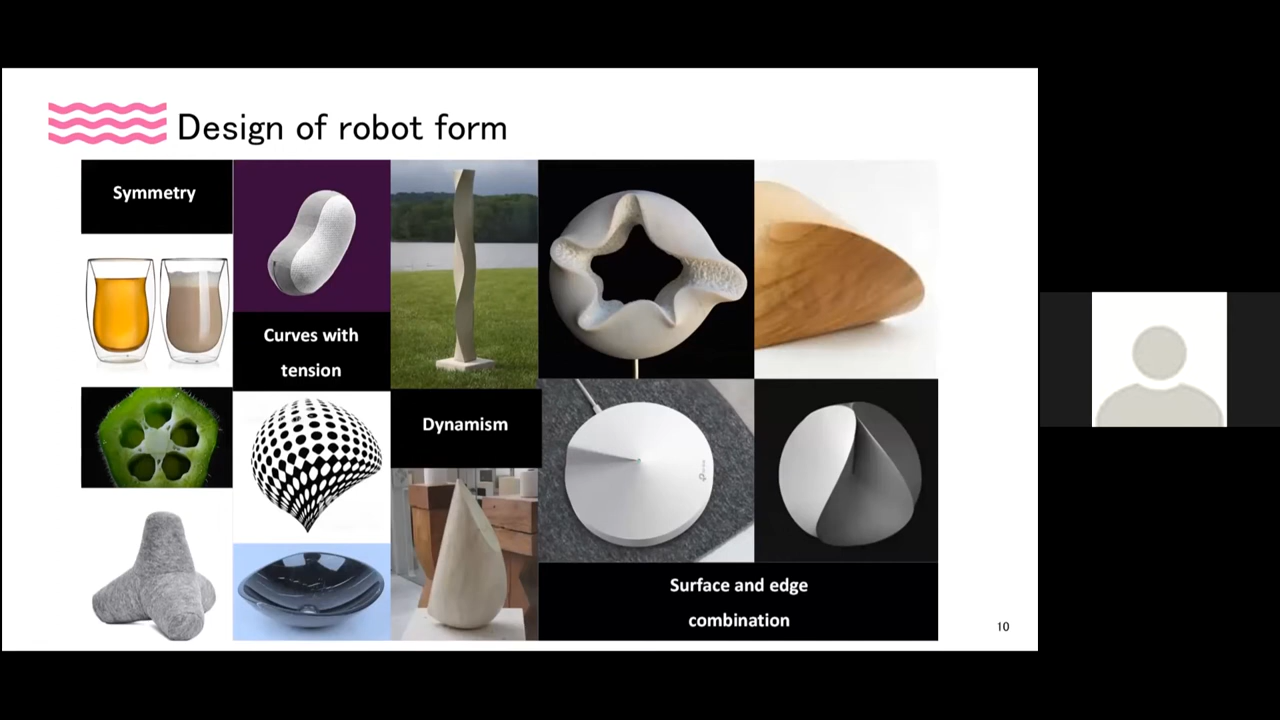 Design of robot form
Symmetry
Curves with
tension
Dynamism
Surface and edge
combination
10